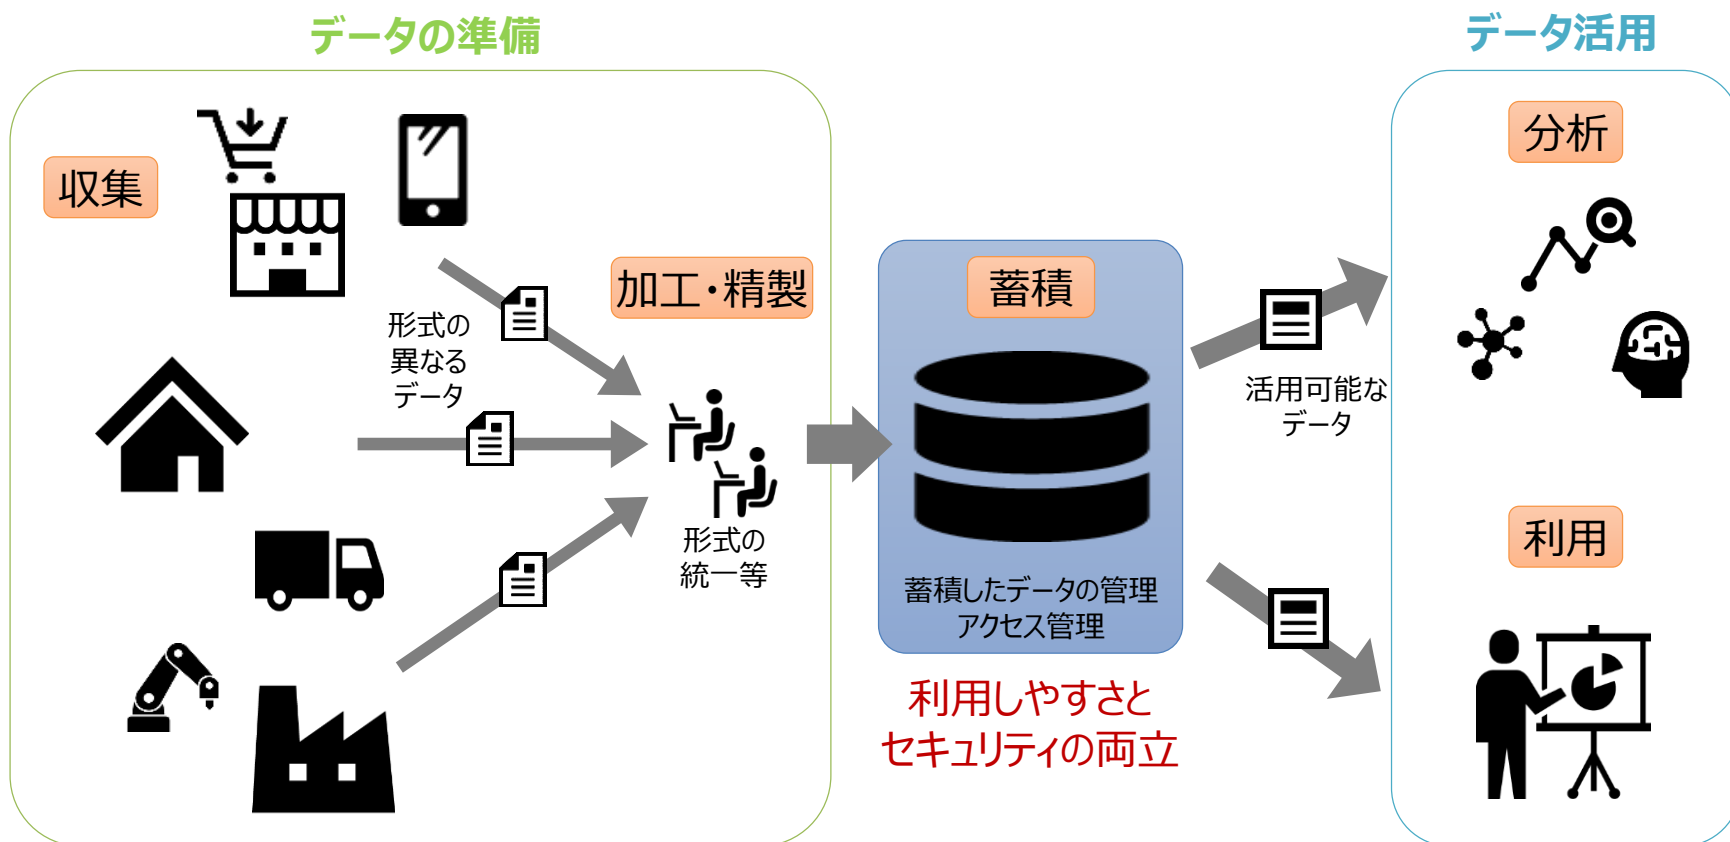 データの準備
データ活用
収集
形式の
異なる
データ
加工・精製
形式の
統一等
蓄積
蓄積したデータの管理
アクセス管理
利用しやすさと
セキュリティの両立
活用可能な
データ
分析
利用